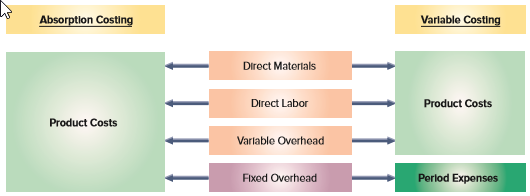 Absorption Costing
Variable Costing
Direct Materials
Direct Labor
Product Costs
Product Costs
Variable Overhead
Fixed Overhead
Period Expenses